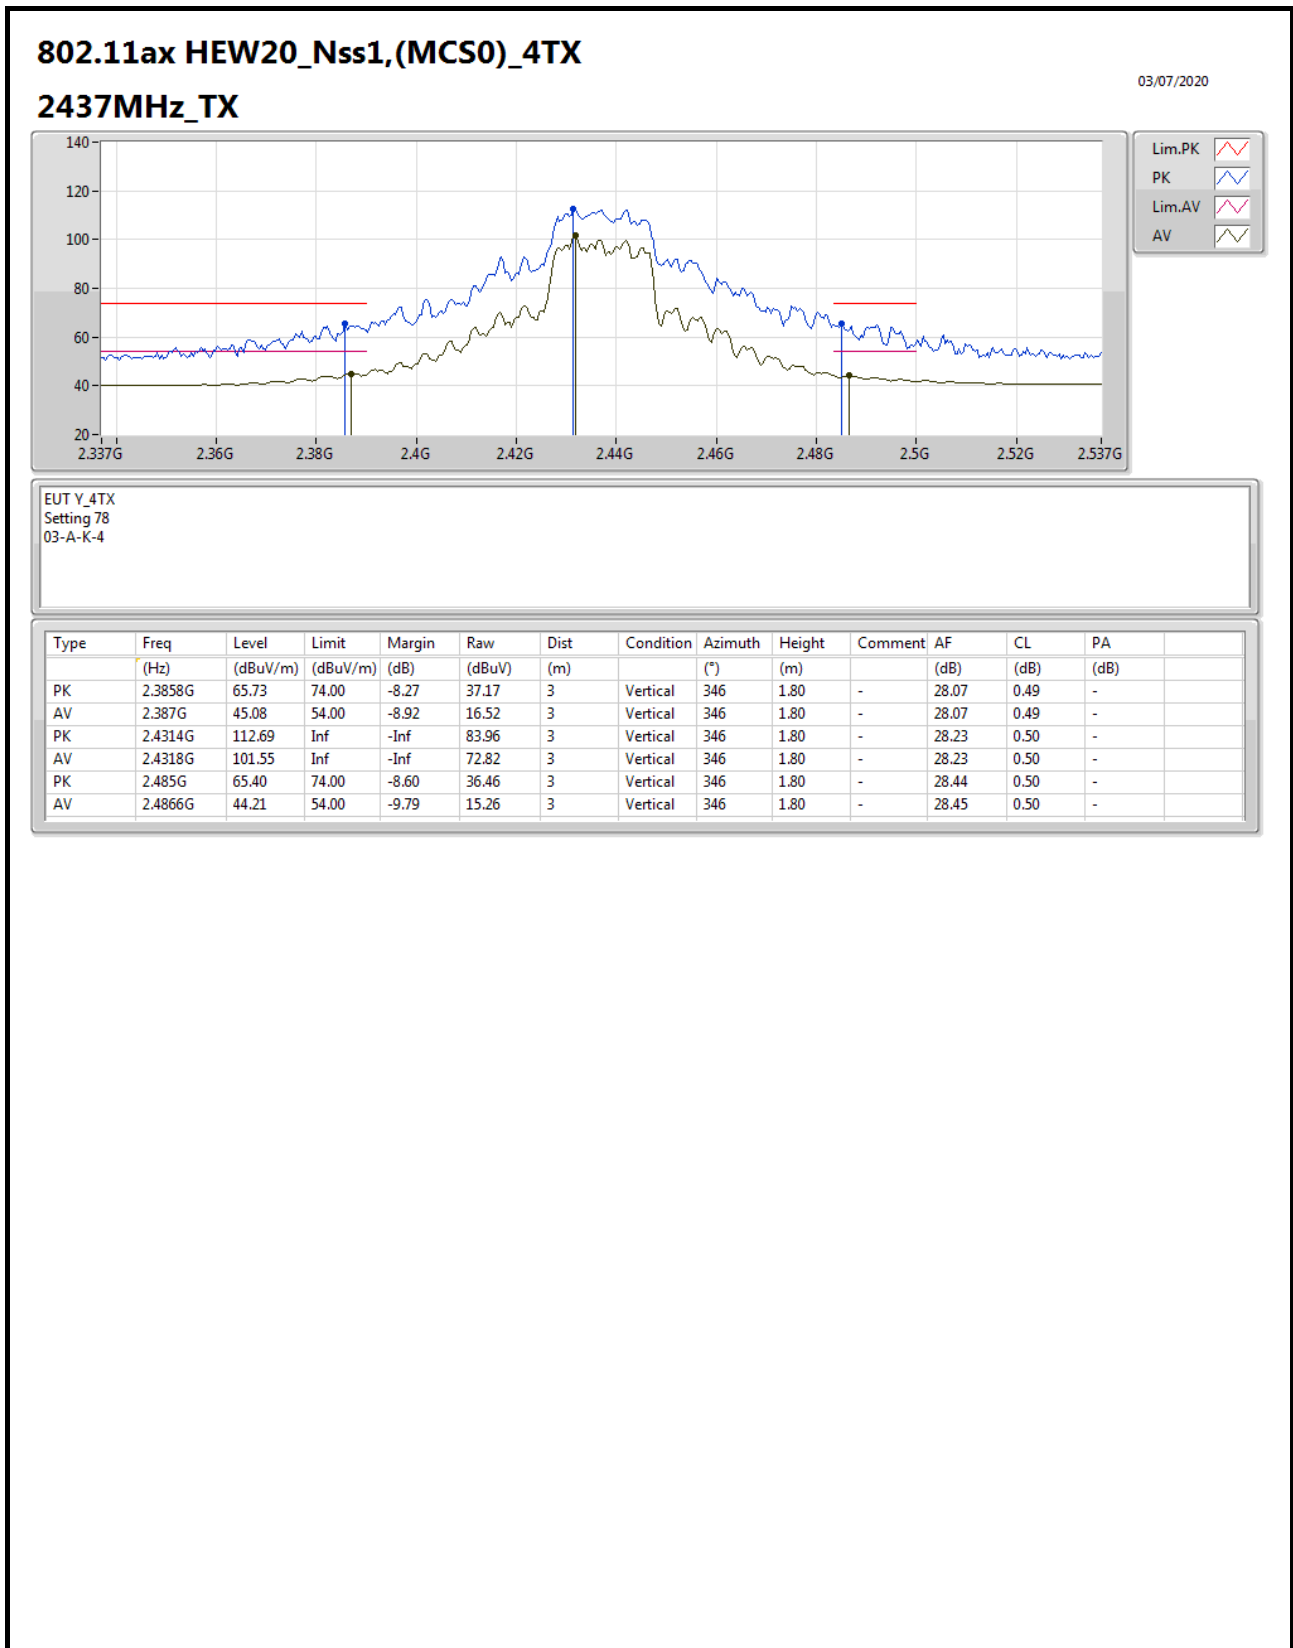 802.11ax HEW20_Nss1,(MCS0)_4TX
03/07/2020
2437MHz_TX
140
120
100
80
60
40
20
2.337G 2.36G 2.38G 2.4G 2.42G 2.44G 2.46G 2.48G 2.5G 2.52G 2.537G
Lim.PK
PK
Lim.AV
AV
EUT Y_4TX
Setting 78
03-A-K-4
Type Freq Level Limit Margin Raw Dist Condition Azimuth Height Comment AF CL PA
(Hz) (dBuV/m) (dBuV/m) (dB) (dBuV) (m) (°) (m) (dB) (dB) (dB)
PK 2.3858G 65.73 74.00 -8.27 37.17 3 Vertical 346 1.80 - 28.07 0.49 -
AV 2.387G 45.08 54.00 -8.92 16.52 3 Vertical 346 1.80 - 28.07 0.49 -
PK 2.4314G 112.69 Inf -Inf 83.96 3 Vertical 346 1.80 - 28.23 0.50 -
AV 2.4318G 101.55 Inf -Inf 72.82 3 Vertical 346 1.80 - 28.23 0.50 -
PK 2.485G 65.40 74.00 -8.60 36.46 3 Vertical 346 1.80 - 28.44 0.50 -
AV 2.4866G 44.21 54.00 -9.79 15.26 3 Vertical 346 1.80 - 28.45 0.50 -